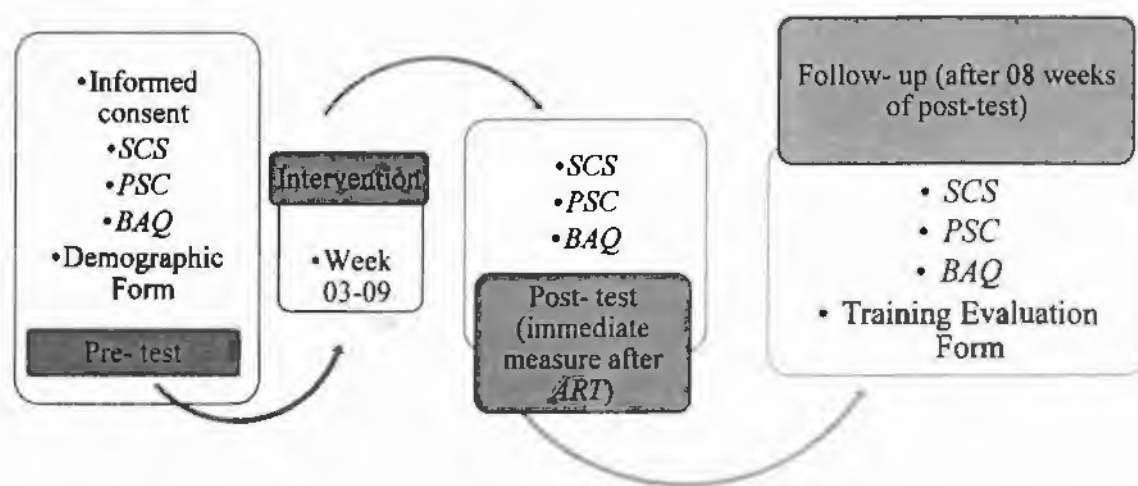 •Informed
consent
•SCS
•PSC
•BAQ
•Demographic
Form
Pre- test
Intervention
•Week
03-09
•SCS
•PSC
•BAQ
Post- test
(immediate
measure after
ART)
Follow- up (after 08 weeks
of post-test)
• SCS
• PSC
• BAQ
• Training Evaluation
Form